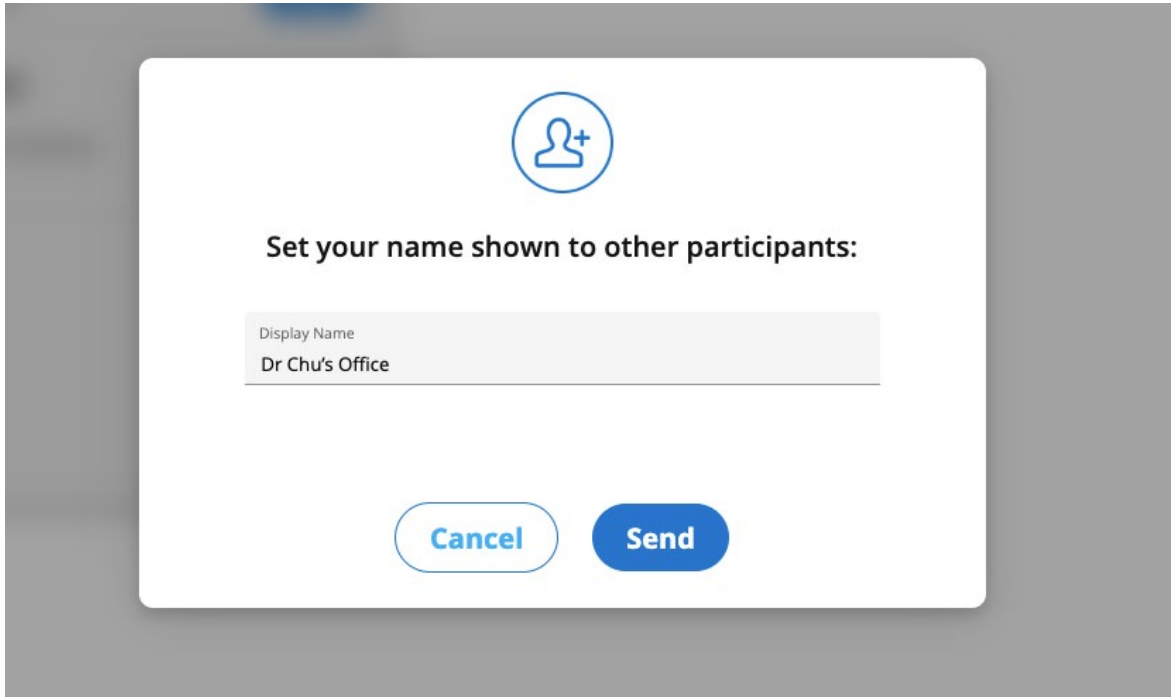 Set your name shown to other participants:
Display Name
Dr Chu’s Office
Cancel
Send